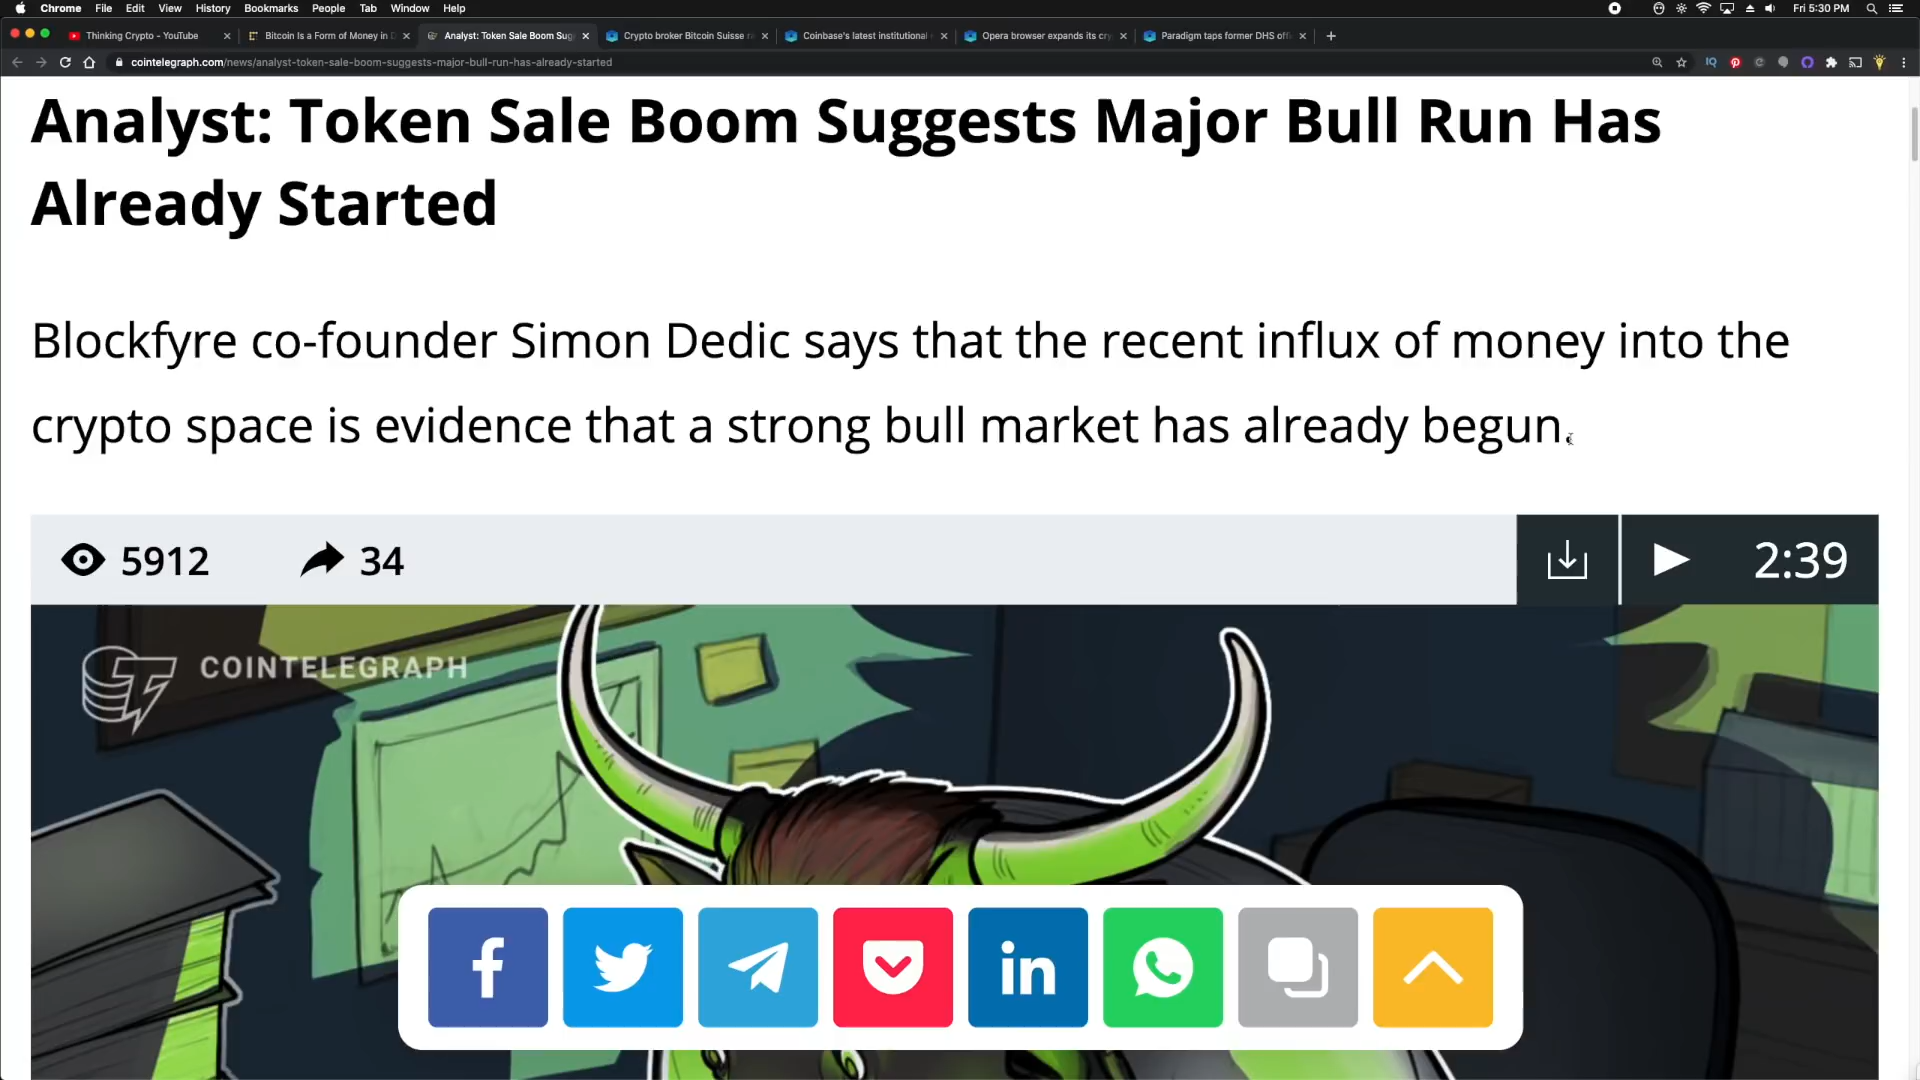 Chrome File Edit View History Bookmarks People Tab Window Help Fri 5:30 PM
Thinking Crypto - YouTube Bitcoin Is a Form of Money in D Analyst: Token Sale Boom Sug Crypto broker Bitcoin Suisse ra Coinbase's latest institutional Opera browser expands its cry Paradigm taps former DHS off
cointelegraph.com/news/analyst-token-sale-boom-suggests-major-bull-run-has-already-started
Analyst: Token Sale Boom Suggests Major Bull Run Has
Already Started
Blockfyre co-founder Simon Dedic says that the recent influx of money into the
crypto space is evidence that a strong bull market has already begun.
5912 34 2:39
COINTELEGRAPH